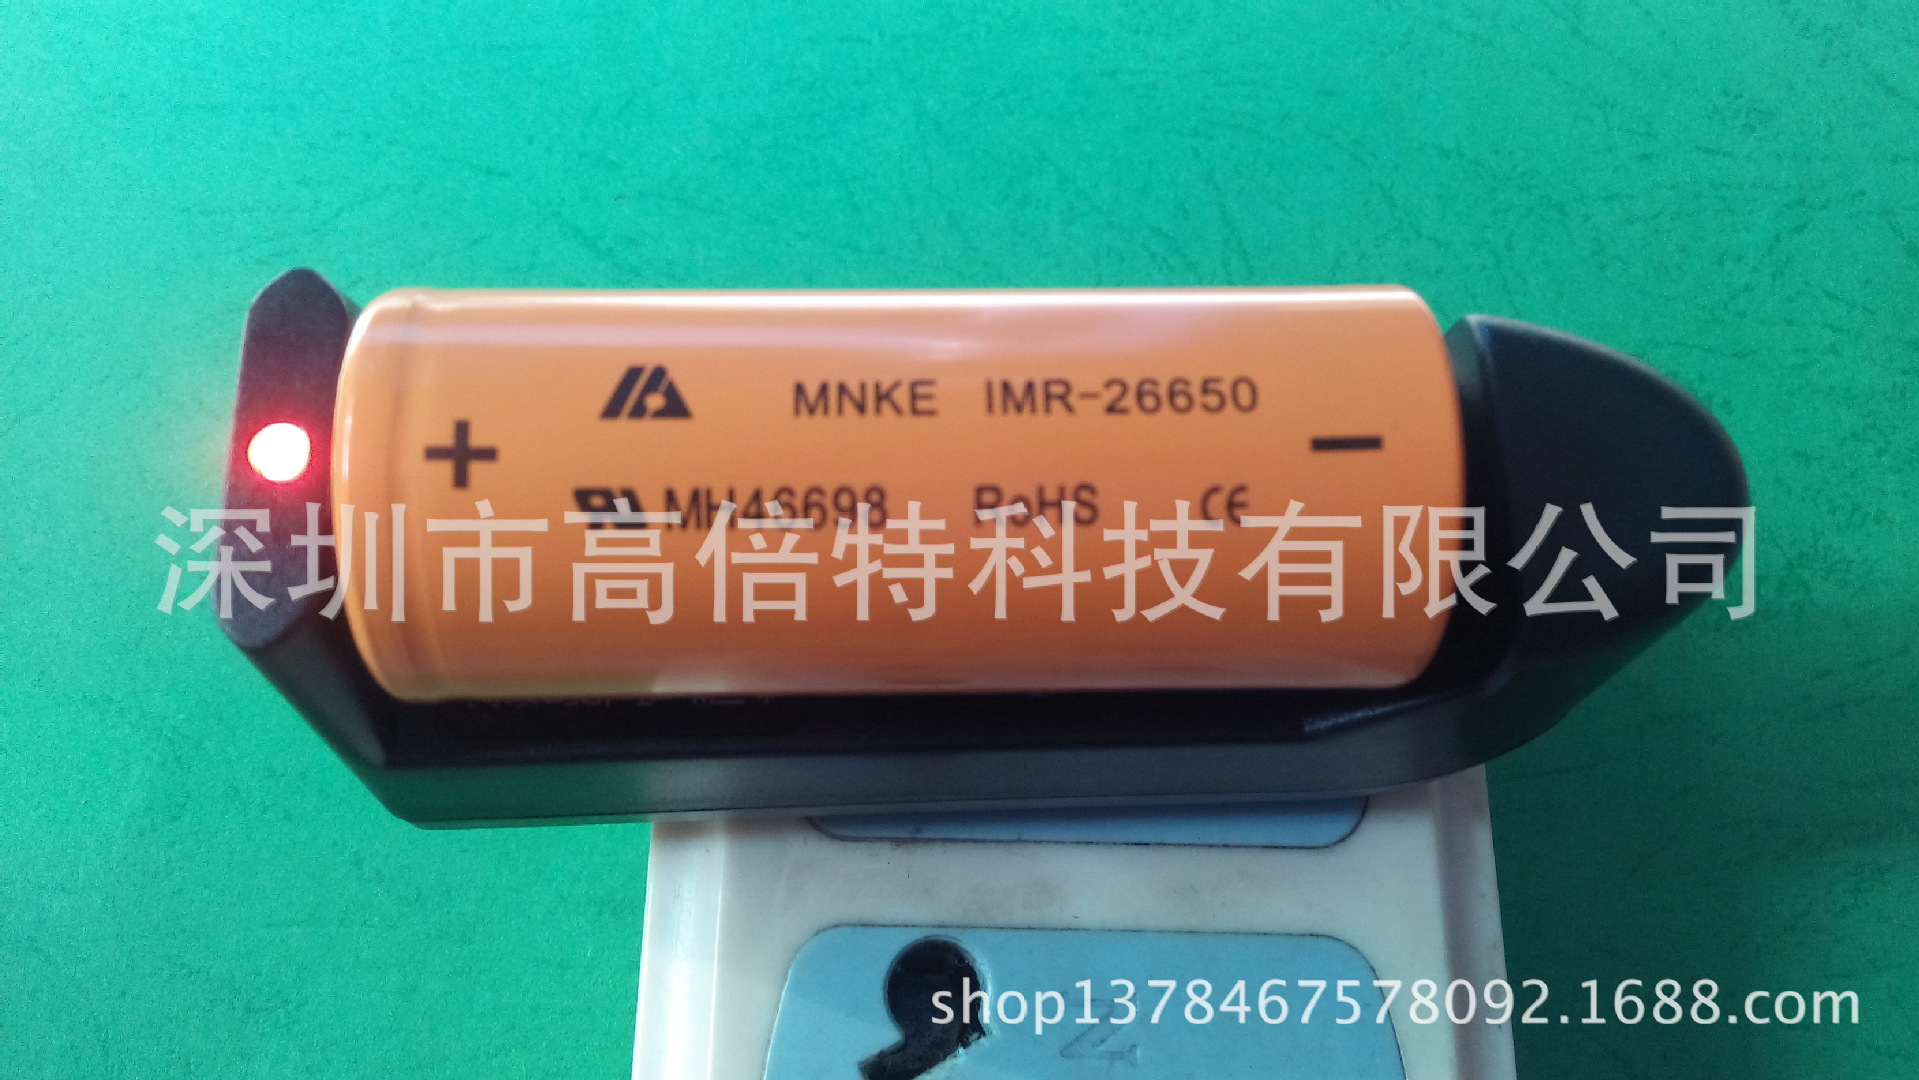 MNKE IMR-26650
+
−
MH46698 RoHS CE
深圳市高倍特科技有限公司
shop1378467578092.1688.com
N